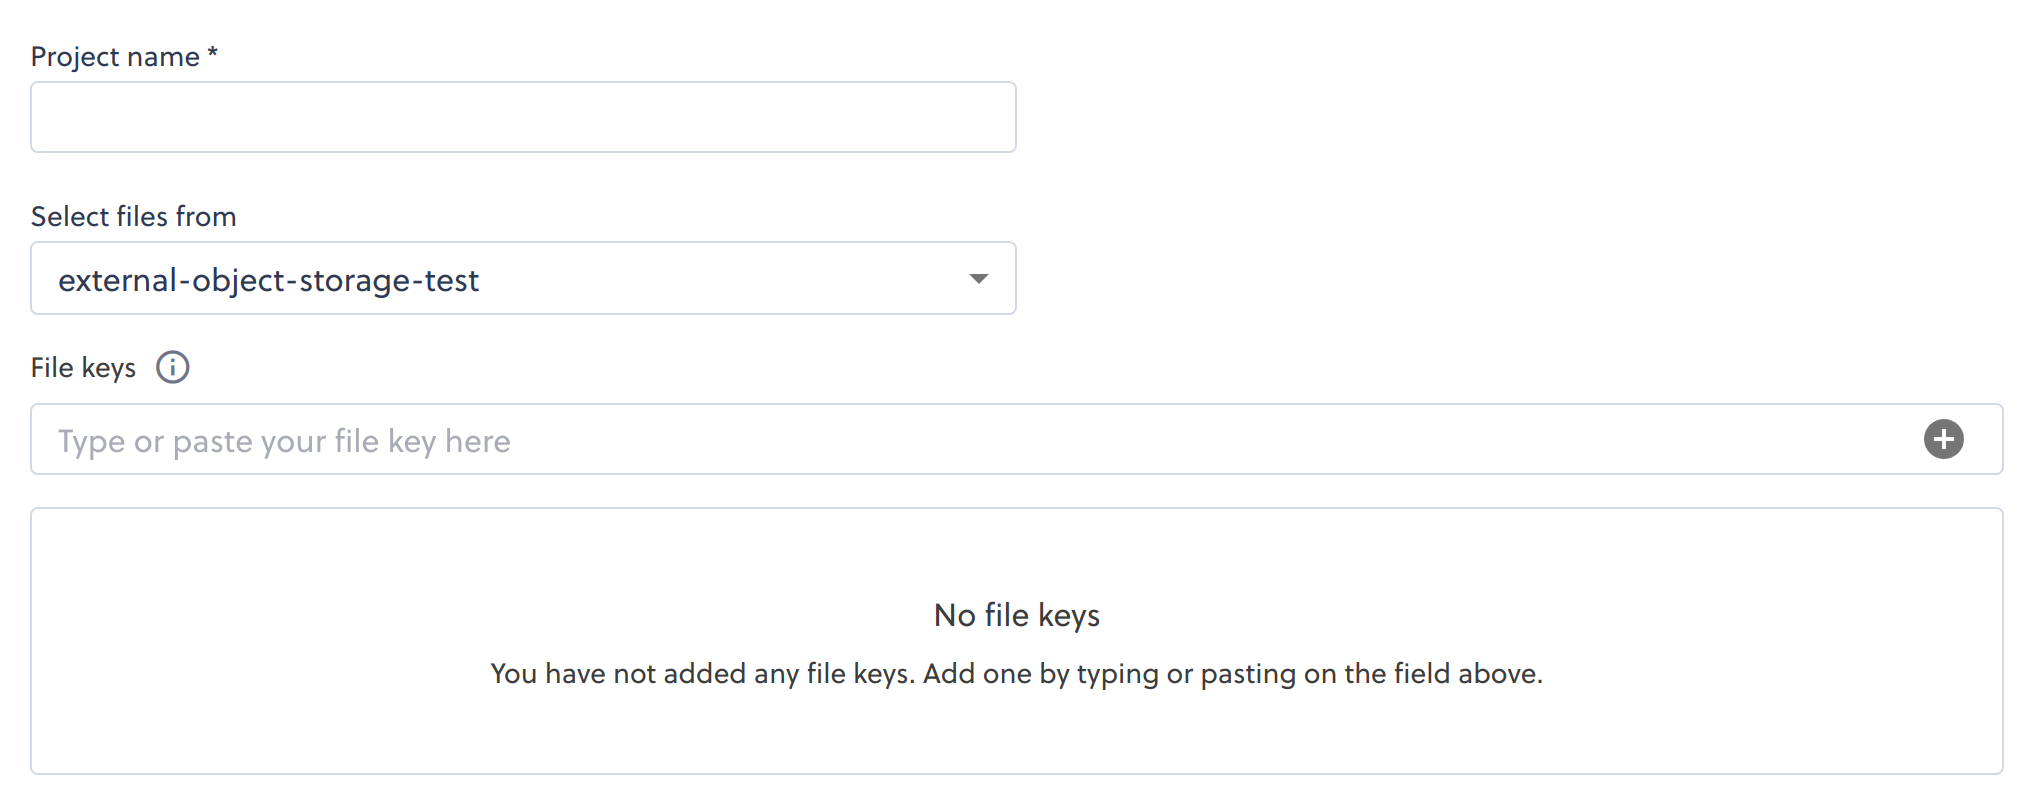 Project name *
Select files from
external-object-storage-test
File keys
Type or paste your file key here
No file keys
You have not added any file keys. Add one by typing or pasting on the field above.